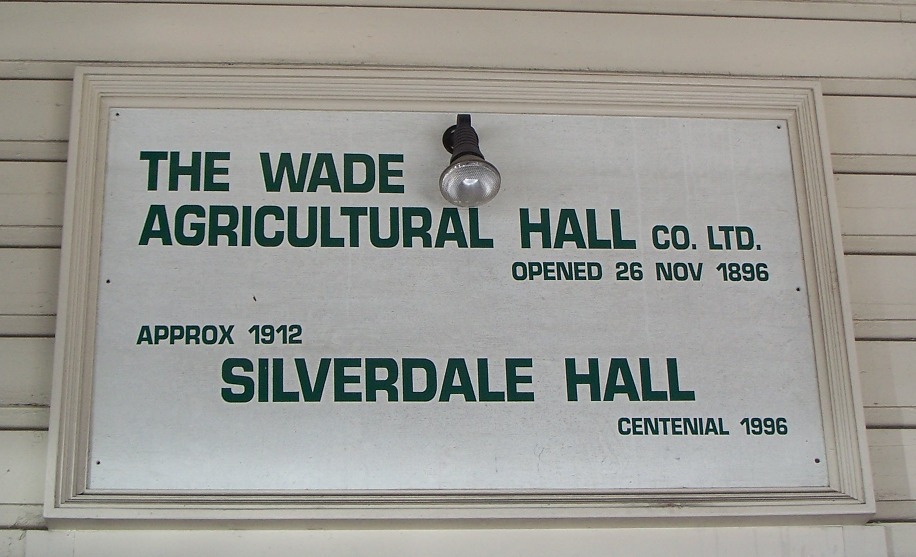 THE WADE
AGRICULTURAL HALL CO. LTD.
OPENED 26 NOV 1896
APPROX 1912
SILVERDALE HALL
CENTENIAL 1996